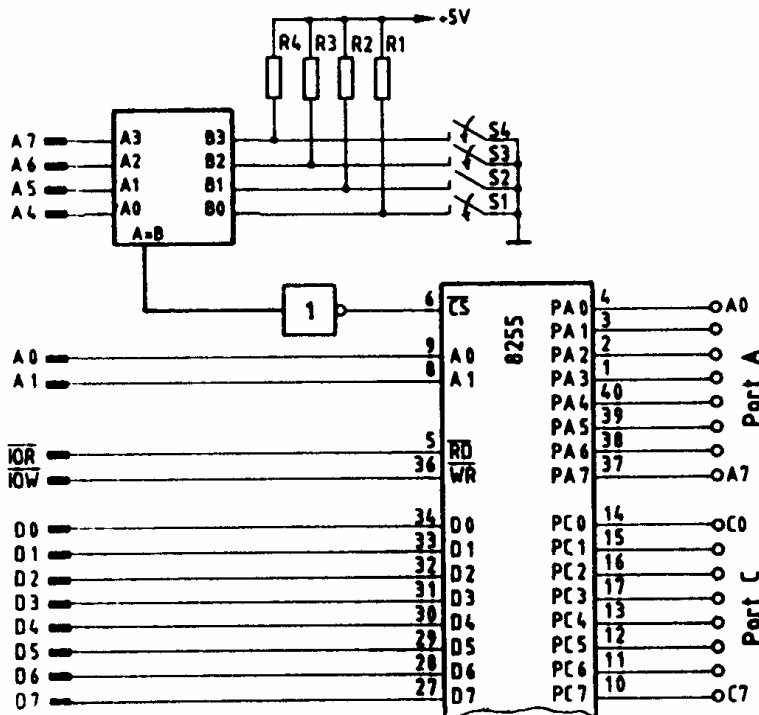 +5V
R4 R3 R2 R1
A7 A3 B3 S4
A6 A2 B2 S3
A5 A1 B1 S2
A4 A0 B0 S1
A=B
1
8255
6 CS PA0 4 A0
PA1 3
A0 9 A0 PA2 2
A1 8 A1 PA3 1
PA4 40
PA5 39
IOR 5 RD PA6 38
IOW 36 WR PA7 37 A7
Port A
D0 34 D0 PC0 14 C0
D1 33 D1 PC1 15
D2 32 D2 PC2 16
D3 31 D3 PC3 17
D4 30 D4 PC4 13
D5 29 D5 PC5 12
D6 28 D6 PC6 11
D7 27 D7 PC7 10 C7
Port C